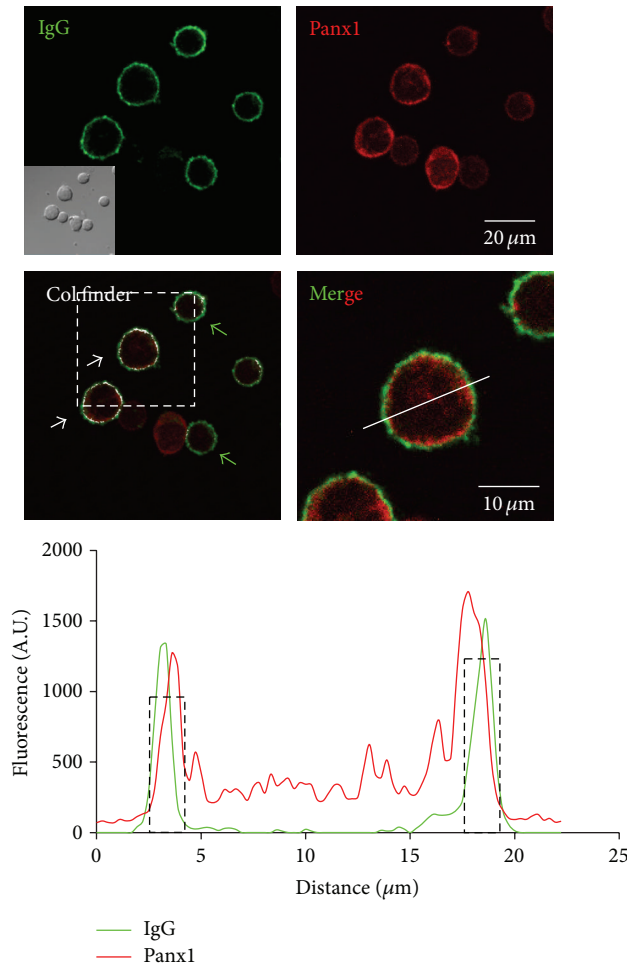 IgG
Panx1
20 μm
Colfinder
Merge
10 μm
2000
1500
1000
500
0
Fluorescence (A.U.)
0 5 10 15 20 25
Distance (μm)
IgG
Panx1